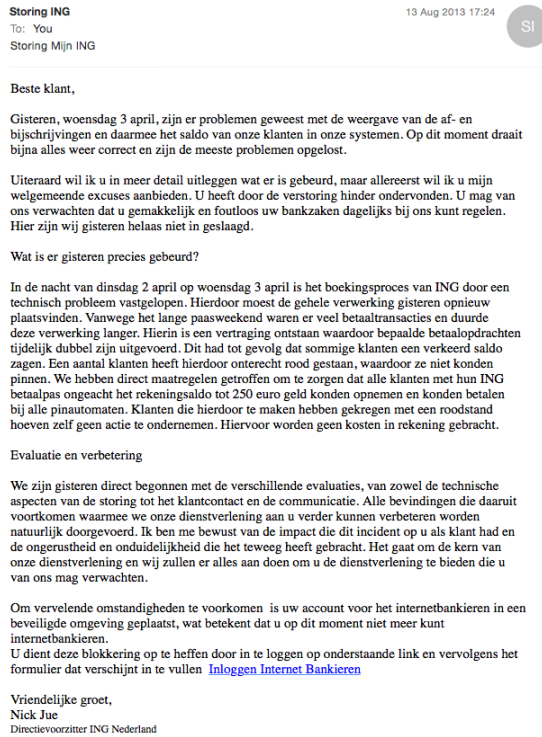 Storing ING
13 Aug 2013 17:24
SI
To: You
Storing Mijn ING
Beste klant,
Gisteren, woensdag 3 april, zijn er problemen geweest met de weergave van de af- en
bijschrijvingen en daarmee het saldo van onze klanten in onze systemen. Op dit moment draait
bijna alles weer correct en zijn de meeste problemen opgelost.
Uiteraard wil ik u in meer detail uitleggen wat er is gebeurd, maar allereerst wil ik u mijn
welgemeende excuses aanbieden. U heeft door de verstoring hinder ondervonden. U mag van
ons verwachten dat u gemakkelijk en foutloos uw bankzaken dagelijks bij ons kunt regelen.
Hier zijn wij gisteren helaas niet in geslaagd.
Wat is er gisteren precies gebeurd?
In de nacht van dinsdag 2 april op woensdag 3 april is het boekingsproces van ING door een
technisch probleem vastgelopen. Hierdoor moest de gehele verwerking gisteren opnieuw
plaatsvinden. Vanwege het lange paasweekend waren er veel betaaltransacties en duurde
deze verwerking langer. Hierin is een vertraging ontstaan waardoor bepaalde betaalopdrachten
tijdelijk dubbel zijn uitgevoerd. Dit had tot gevolg dat sommige klanten een verkeerd saldo
zagen. Een aantal klanten heeft hierdoor onterecht rood gestaan, waardoor ze niet konden
pinnen. We hebben direct maatregelen getroffen om te zorgen dat alle klanten met hun ING
betaalpas ongeacht het rekeningsaldo tot 250 euro geld konden opnemen en konden betalen
bij alle pinautomaten. Klanten die hierdoor te maken hebben gekregen met een roodstand
hoeven zelf geen actie te ondernemen. Hiervoor worden geen kosten in rekening gebracht.
Evaluatie en verbetering
We zijn gisteren direct begonnen met de verschillende evaluaties, van zowel de technische
aspecten van de storing tot het klantcontact en de communicatie. Alle bevindingen die daaruit
voortkomen waarmee we onze dienstverlening aan u verder kunnen verbeteren worden
natuurlijk doorgevoerd. Ik ben me bewust van de impact die dit incident op u als klant had en
de ongerustheid en onduidelijkheid die het teweeg heeft gebracht. Het gaat om de kern van
onze dienstverlening en wij zullen er alles aan doen om u de dienstverlening te bieden die u
van ons mag verwachten.
Om vervelende omstandigheden te voorkomen  is uw account voor het internetbankieren in een
beveiligde omgeving geplaatst, wat betekent dat u op dit moment niet meer kunt
internetbankieren.
U dient deze blokkering op te heffen door in te loggen op onderstaande link en vervolgens het
formulier dat verschijnt in te vullen  Inloggen Internet Bankieren
Vriendelijke groet,
Nick Jue
Directievoorzitter ING Nederland